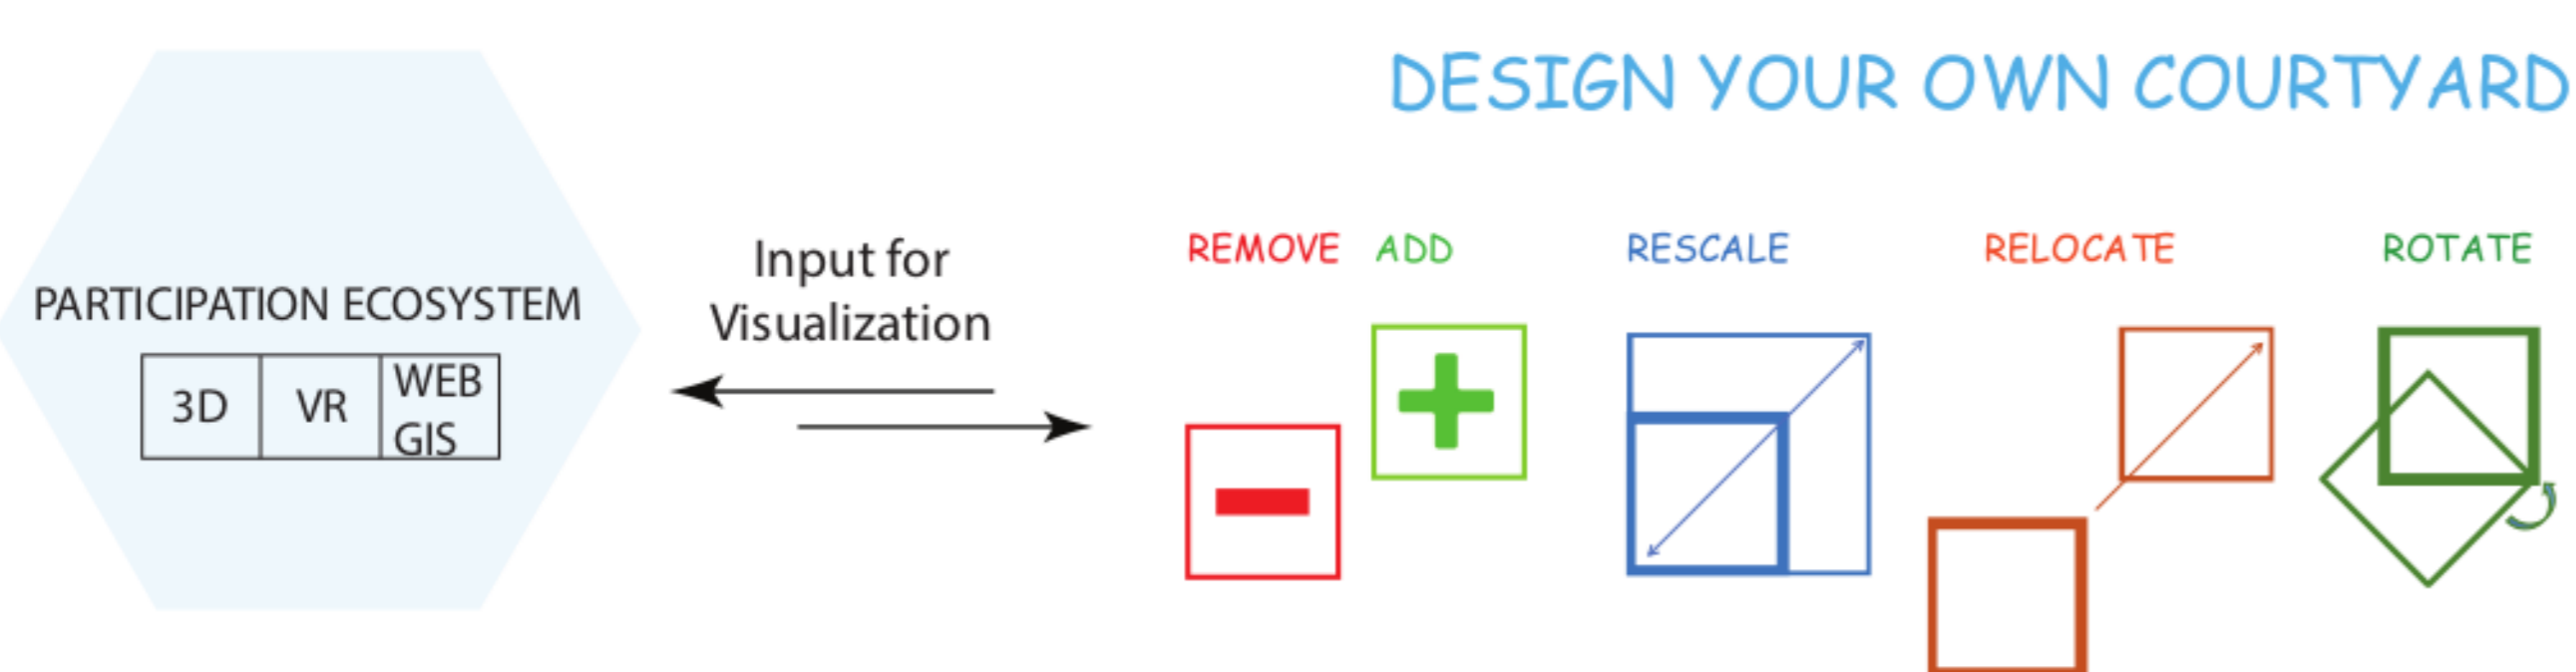 DESIGN YOUR OWN COURTYARD
PARTICIPATION ECOSYSTEM
3D
VR
WEB
GIS
Input for
Visualization
REMOVE
ADD
RESCALE
RELOCATE
ROTATE